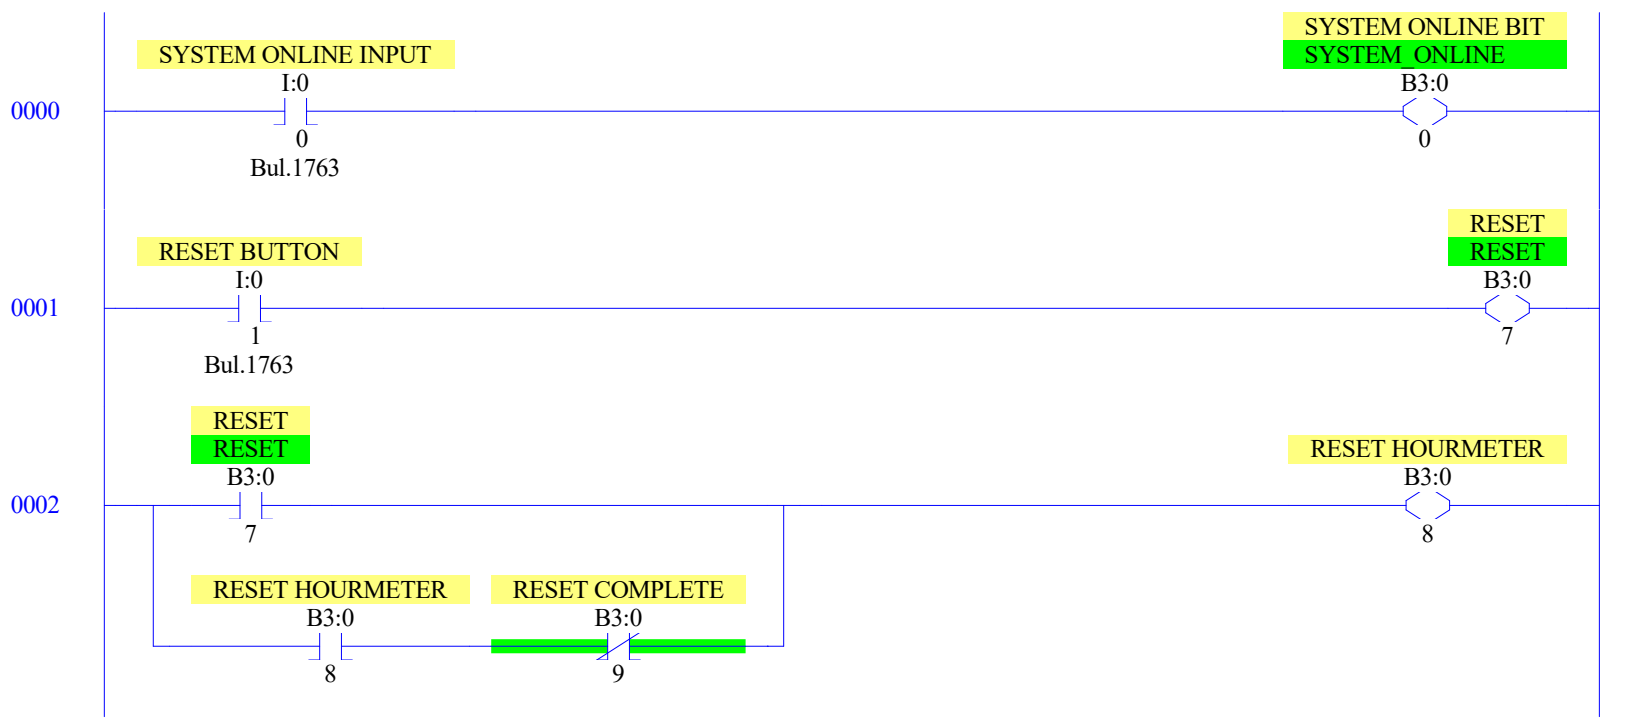 SYSTEM ONLINE BIT
SYSTEM ONLINE INPUT
SYSTEM_ONLINE
I:0
B3:0
0000
0
0
Bul.1763
RESET
RESET BUTTON
RESET
I:0
B3:0
0001
1
7
Bul.1763
RESET
RESET
RESET HOURMETER
B3:0
B3:0
0002
7
8
RESET HOURMETER
RESET COMPLETE
B3:0
B3:0
8
9